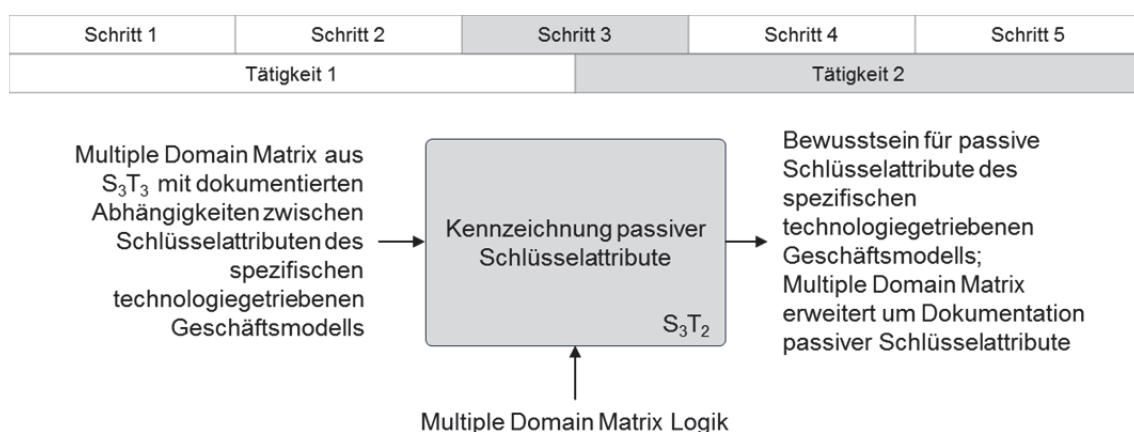 Schritt 1 Schritt 2 Schritt 3 Schritt 4 Schritt 5
Tätigkeit 1 Tätigkeit 2
Multiple Domain Matrix aus
S₃T₃ mit dokumentierten
Abhängigkeiten zwischen
Schlüsselattributen des
spezifischen
technologiegetriebenen
Geschäftsmodells
Kennzeichnung passiver
Schlüsselattribute
S₃T₂
Bewusstsein für passive
Schlüsselattribute des
spezifischen
technologiegetriebenen
Geschäftsmodells;
Multiple Domain Matrix
erweitert um Dokumentation
passiver Schlüsselattribute
Multiple Domain Matrix Logik